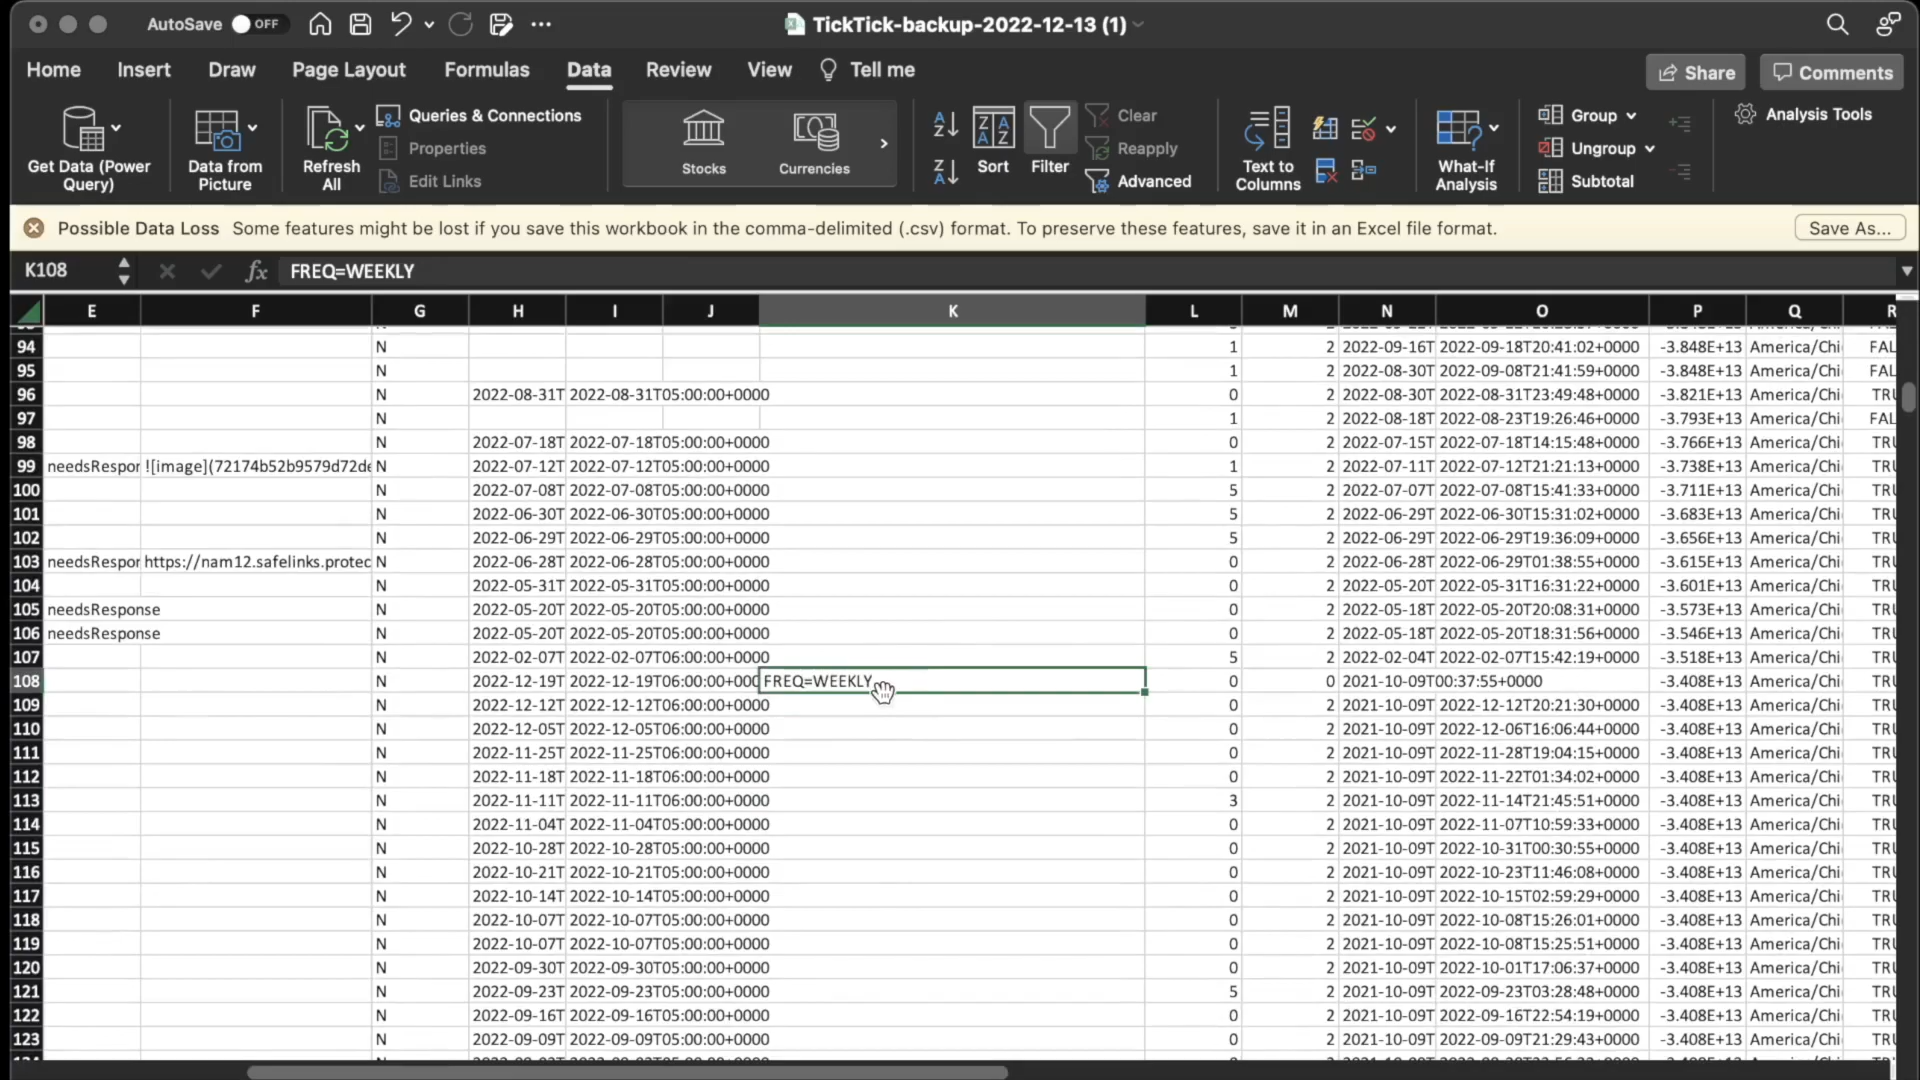 AutoSave OFF TickTick-backup-2022-12-13 (1)
Home Insert Draw Page Layout Formulas Data Review View Tell me Share Comments
Get Data (Power Query) Data from Picture Refresh All Queries & Connections Properties Edit Links Stocks Currencies Sort Filter Clear Reapply Advanced Text to Columns What-If Analysis Group Ungroup Subtotal Analysis Tools
Possible Data Loss Some features might be lost if you save this workbook in the comma-delimited (.csv) format. To preserve these features, save it in an Excel file format. Save As...
K108 fx FREQ=WEEKLY
E F G H I J K L M N O P Q R
94 N 1 2 2022-09-16T 2022-09-18T20:41:02+0000 -3.848E+13 America/Chi FAL
95 N 1 2 2022-08-30T 2022-09-08T21:41:59+0000 -3.848E+13 America/Chi FAL
96 N 2022-08-31T 2022-08-31T05:00:00+0000 0 2 2022-08-30T 2022-08-31T23:49:48+0000 -3.821E+13 America/Chi TRU
97 N 1 2 2022-08-18T 2022-08-23T19:26:46+0000 -3.793E+13 America/Chi FAL
98 N 2022-07-18T 2022-07-18T05:00:00+0000 0 2 2022-07-15T 2022-07-18T14:15:48+0000 -3.766E+13 America/Chi TRU
99 needsRespor ![image](72174b52b9579d72de N 2022-07-12T 2022-07-12T05:00:00+0000 1 2 2022-07-11T 2022-07-12T21:21:13+0000 -3.738E+13 America/Chi TRU
100 N 2022-07-08T 2022-07-08T05:00:00+0000 5 2 2022-07-07T 2022-07-08T15:41:33+0000 -3.711E+13 America/Chi TRU
101 N 2022-06-30T 2022-06-30T05:00:00+0000 5 2 2022-06-29T 2022-06-30T15:31:02+0000 -3.683E+13 America/Chi TRU
102 N 2022-06-29T 2022-06-29T05:00:00+0000 5 2 2022-06-29T 2022-06-29T19:36:09+0000 -3.656E+13 America/Chi TRU
103 needsRespor https://nam12.safelinks.protec N 2022-06-28T 2022-06-28T05:00:00+0000 0 2 2022-06-28T 2022-06-29T01:38:55+0000 -3.615E+13 America/Chi TRU
104 N 2022-05-31T 2022-05-31T05:00:00+0000 0 2 2022-05-20T 2022-05-31T16:31:22+0000 -3.601E+13 America/Chi TRU
105 needsResponse N 2022-05-20T 2022-05-20T05:00:00+0000 0 2 2022-05-18T 2022-05-20T20:08:31+0000 -3.573E+13 America/Chi TRU
106 needsResponse N 2022-05-20T 2022-05-20T05:00:00+0000 0 2 2022-05-18T 2022-05-20T18:31:56+0000 -3.546E+13 America/Chi TRU
107 N 2022-02-07T 2022-02-07T06:00:00+0000 5 2 2022-02-04T 2022-02-07T15:42:19+0000 -3.518E+13 America/Chi TRU
108 N 2022-12-19T 2022-12-19T06:00:00+000 FREQ=WEEKLY 0 0 2021-10-09T00:37:55+0000 -3.408E+13 America/Chi TRU
109 N 2022-12-12T 2022-12-12T06:00:00+0000 0 2 2021-10-09T 2022-12-12T20:21:30+0000 -3.408E+13 America/Chi TRU
110 N 2022-12-05T 2022-12-05T06:00:00+0000 0 2 2021-10-09T 2022-12-06T16:06:44+0000 -3.408E+13 America/Chi TRU
111 N 2022-11-25T 2022-11-25T06:00:00+0000 0 2 2021-10-09T 2022-11-28T19:04:15+0000 -3.408E+13 America/Chi TRU
112 N 2022-11-18T 2022-11-18T06:00:00+0000 0 2 2021-10-09T 2022-11-22T01:34:02+0000 -3.408E+13 America/Chi TRU
113 N 2022-11-11T 2022-11-11T06:00:00+0000 3 2 2021-10-09T 2022-11-14T21:45:51+0000 -3.408E+13 America/Chi TRU
114 N 2022-11-04T 2022-11-04T05:00:00+0000 0 2 2021-10-09T 2022-11-07T10:59:33+0000 -3.408E+13 America/Chi TRU
115 N 2022-10-28T 2022-10-28T05:00:00+0000 0 2 2021-10-09T 2022-10-31T00:30:55+0000 -3.408E+13 America/Chi TRU
116 N 2022-10-21T 2022-10-21T05:00:00+0000 0 2 2021-10-09T 2022-10-23T11:46:08+0000 -3.408E+13 America/Chi TRU
117 N 2022-10-14T 2022-10-14T05:00:00+0000 0 2 2021-10-09T 2022-10-15T02:59:29+0000 -3.408E+13 America/Chi TRU
118 N 2022-10-07T 2022-10-07T05:00:00+0000 0 2 2021-10-09T 2022-10-08T15:26:01+0000 -3.408E+13 America/Chi TRU
119 N 2022-10-07T 2022-10-07T05:00:00+0000 0 2 2021-10-09T 2022-10-08T15:25:51+0000 -3.408E+13 America/Chi TRU
120 N 2022-09-30T 2022-09-30T05:00:00+0000 0 2 2021-10-09T 2022-10-01T17:06:37+0000 -3.408E+13 America/Chi TRU
121 N 2022-09-23T 2022-09-23T05:00:00+0000 5 2 2021-10-09T 2022-09-23T03:28:48+0000 -3.408E+13 America/Chi TRU
122 N 2022-09-16T 2022-09-16T05:00:00+0000 0 2 2021-10-09T 2022-09-16T22:54:19+0000 -3.408E+13 America/Chi TRU
123 N 2022-09-09T 2022-09-09T05:00:00+0000 0 2 2021-10-09T 2022-09-09T21:29:43+0000 -3.408E+13 America/Chi TRU